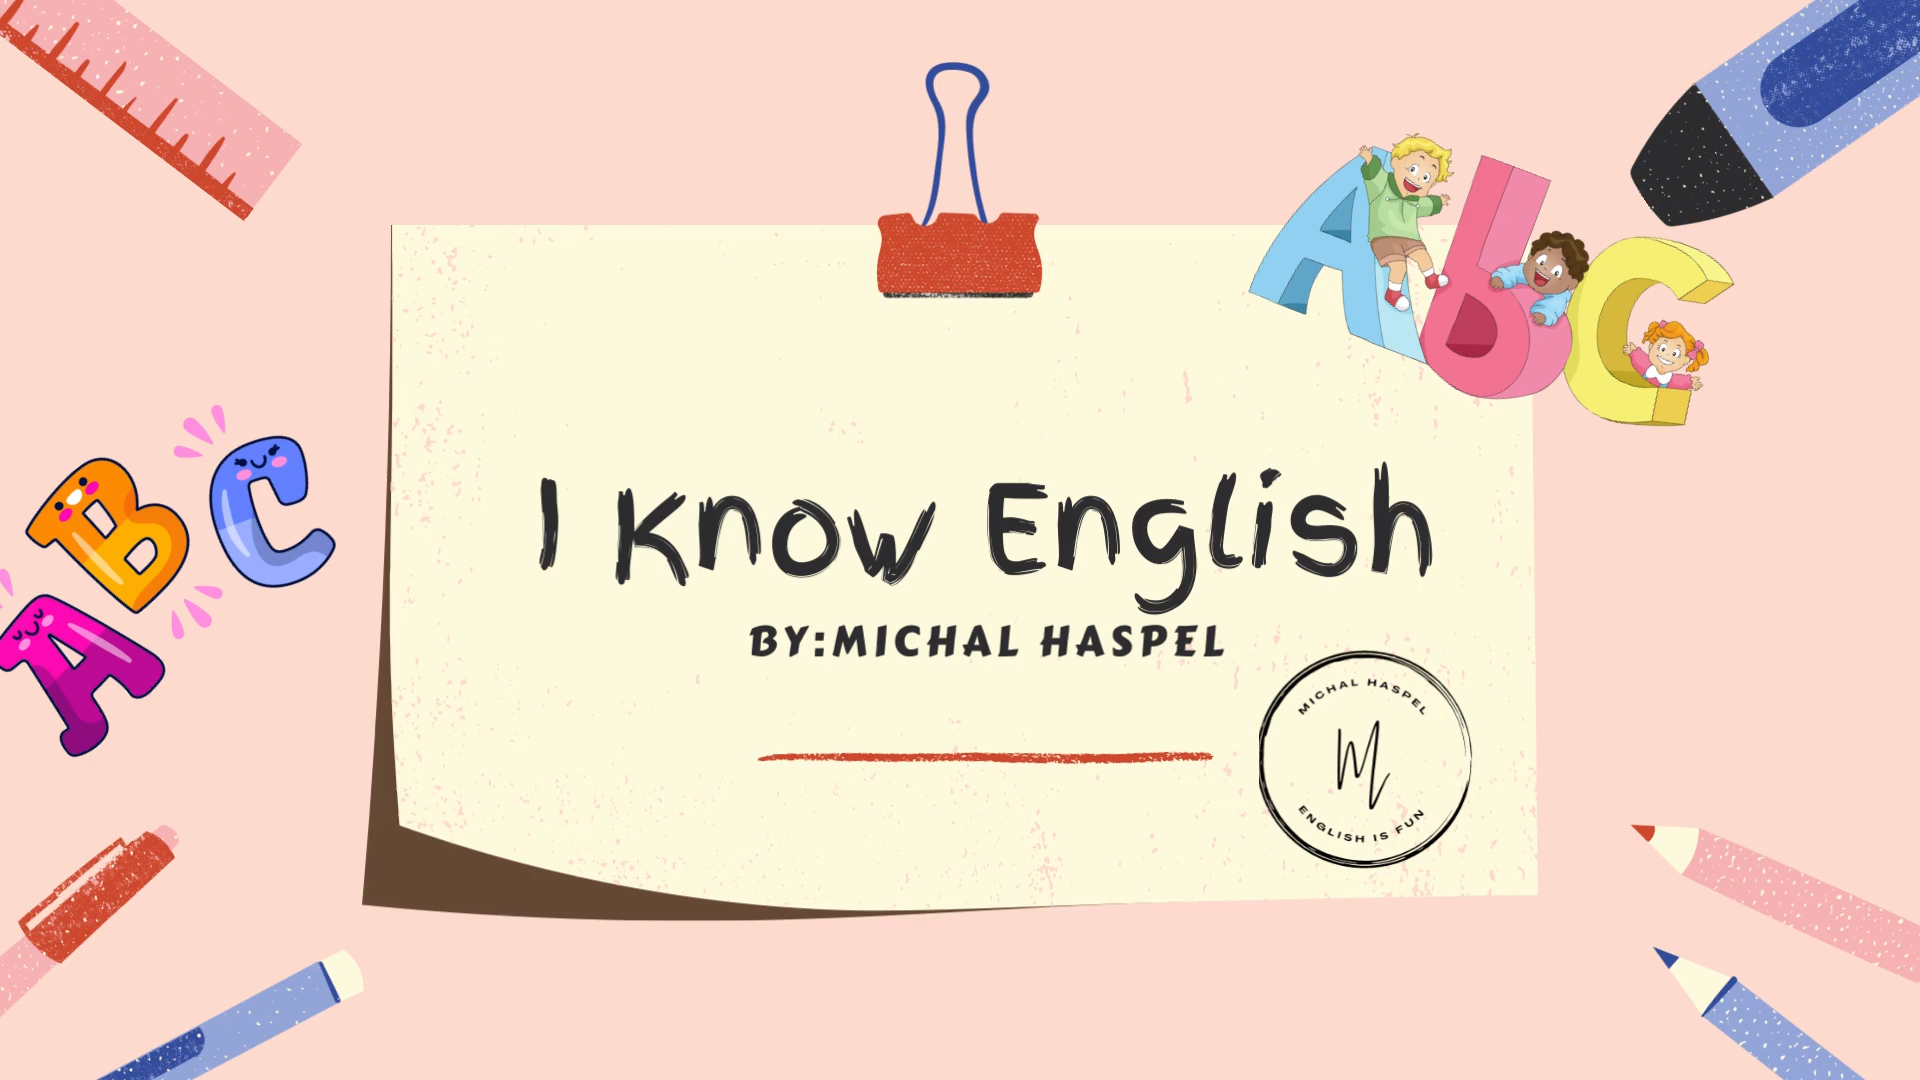 AbC
ABC
I Know English
BY:MICHAL HASPEL
MICHAL HASPEL
M
ENGLISH IS FUN